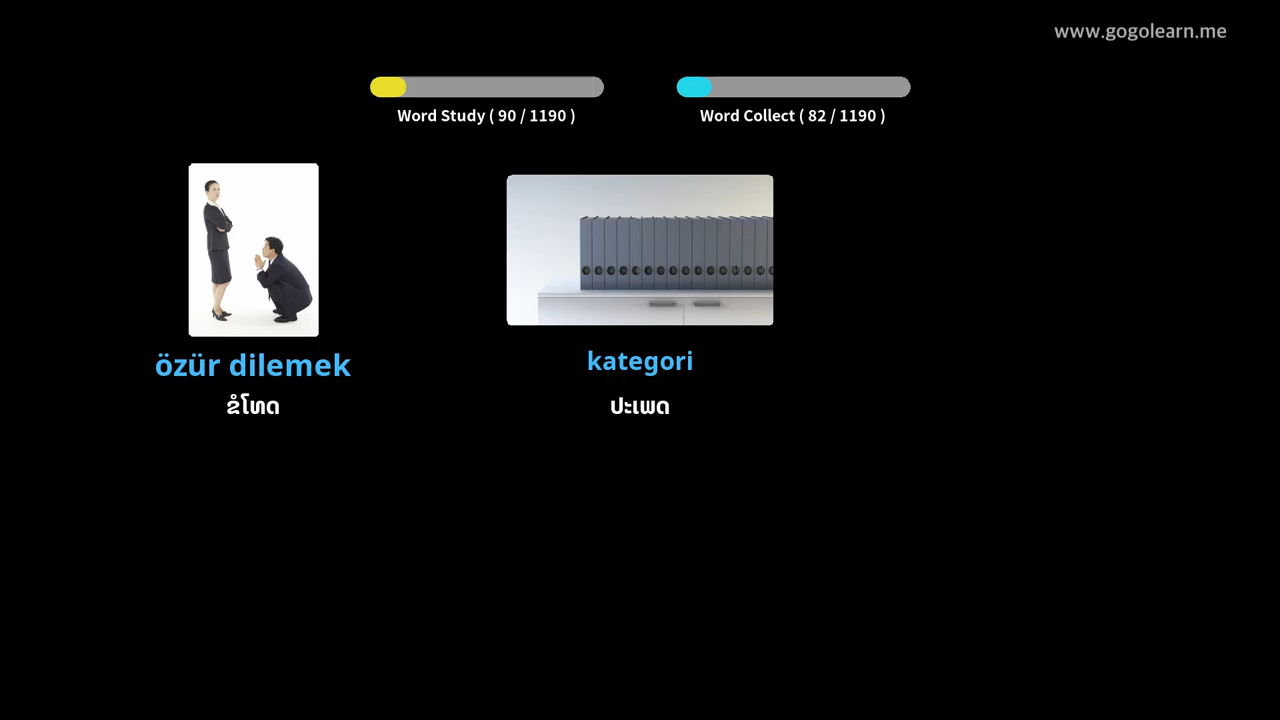 www.gogolearn.me
Word Study ( 90 / 1190 )
Word Collect ( 82 / 1190 )
özür dilemek
ຂໍໂທດ
kategori
ປະເພດ